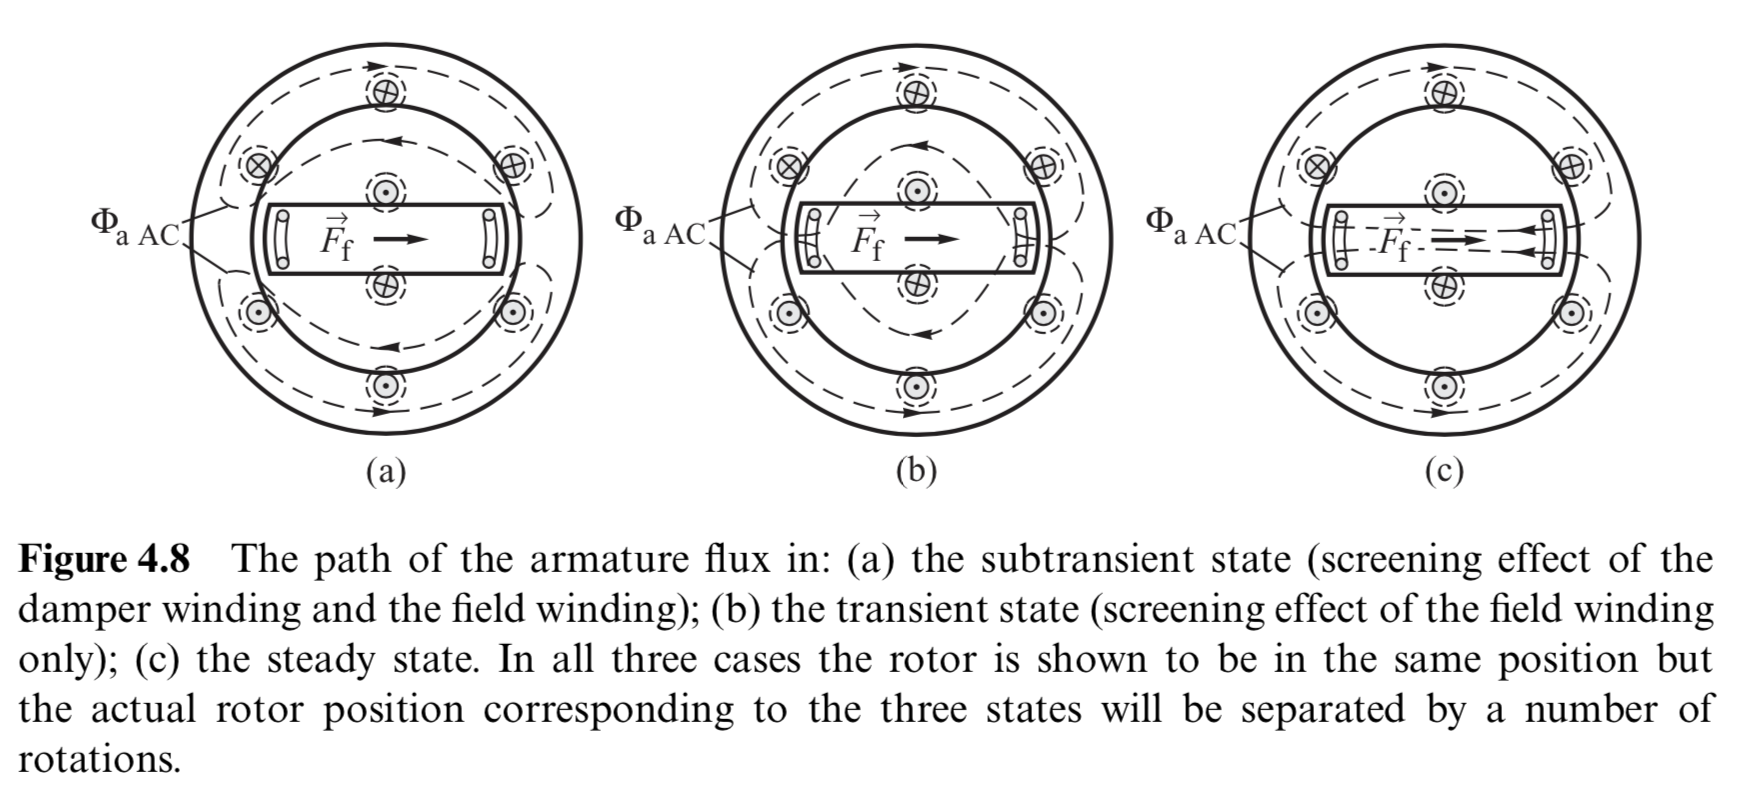 Φa AC F⃗f Φa AC F⃗f Φa AC F⃗f
(a) (b) (c)
Figure 4.8 The path of the armature flux in: (a) the subtransient state (screening effect of the
damper winding and the field winding); (b) the transient state (screening effect of the field winding
only); (c) the steady state. In all three cases the rotor is shown to be in the same position but
the actual rotor position corresponding to the three states will be separated by a number of
rotations.